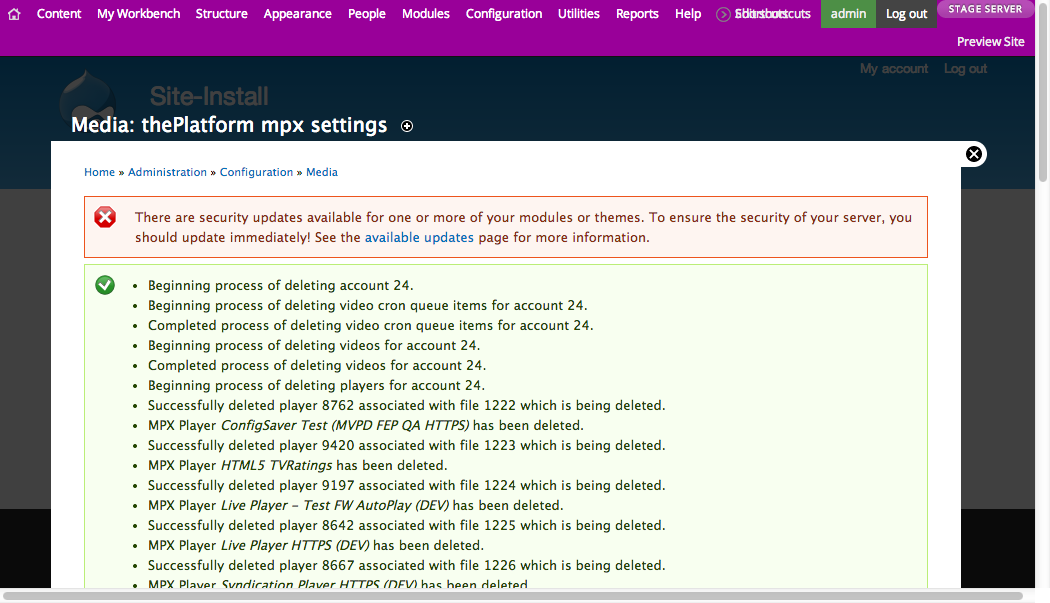 Content My Workbench Structure Appearance People Modules Configuration Utilities Reports Help admin Log out STAGE SERVER
Preview Site
My account Log out
Site-Install
Media: thePlatform mpx settings
Home » Administration » Configuration » Media
There are security updates available for one or more of your modules or themes. To ensure the security of your server, you
should update immediately! See the available updates page for more information.
• Beginning process of deleting account 24.
• Beginning process of deleting video cron queue items for account 24.
• Completed process of deleting video cron queue items for account 24.
• Beginning process of deleting videos for account 24.
• Completed process of deleting videos for account 24.
• Beginning process of deleting players for account 24.
• Successfully deleted player 8762 associated with file 1222 which is being deleted.
• MPX Player ConfigSaver Test (MVPD FEP QA HTTPS) has been deleted.
• Successfully deleted player 9420 associated with file 1223 which is being deleted.
• MPX Player HTML5 TVRatings has been deleted.
• Successfully deleted player 9197 associated with file 1224 which is being deleted.
• MPX Player Live Player - Test FW AutoPlay (DEV) has been deleted.
• Successfully deleted player 8642 associated with file 1225 which is being deleted.
• MPX Player Live Player HTTPS (DEV) has been deleted.
• Successfully deleted player 8667 associated with file 1226 which is being deleted.
• MPX Player Syndication Player HTTPS (DEV) has been deleted.